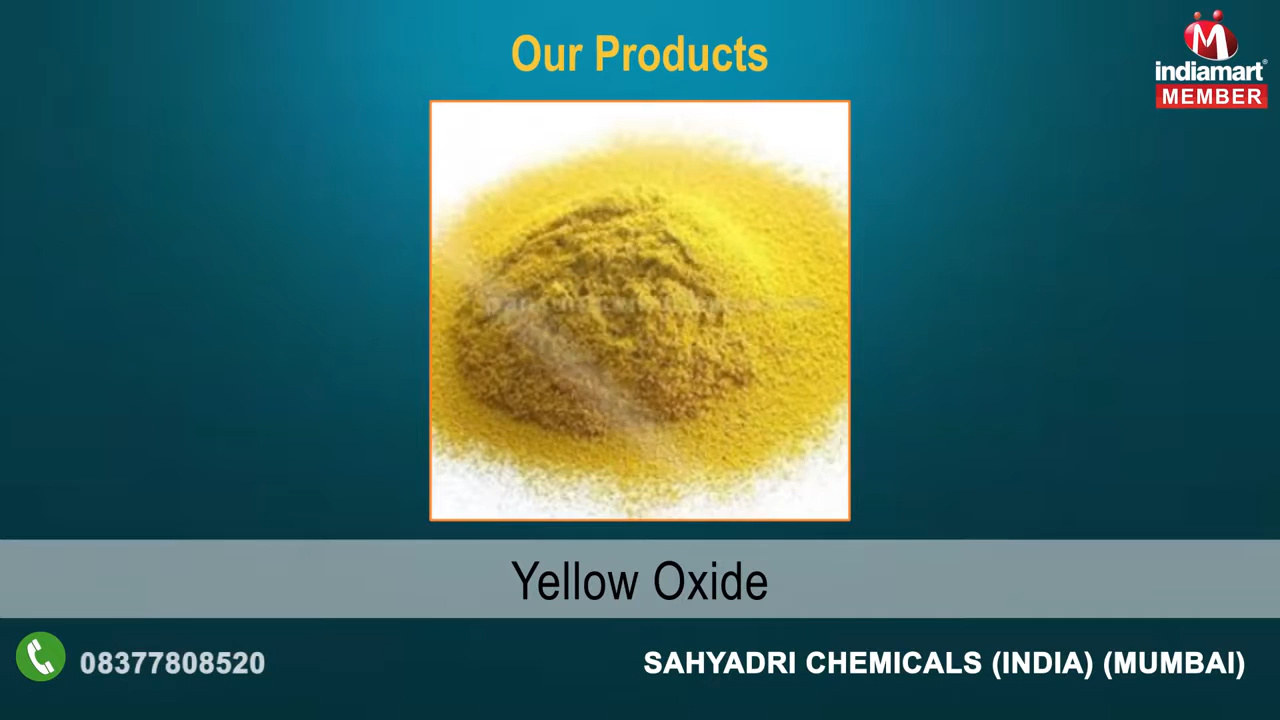 Our Products
indiamart®
MEMBER
Yellow Oxide
08377808520
SAHYADRI CHEMICALS (INDIA) (MUMBAI)